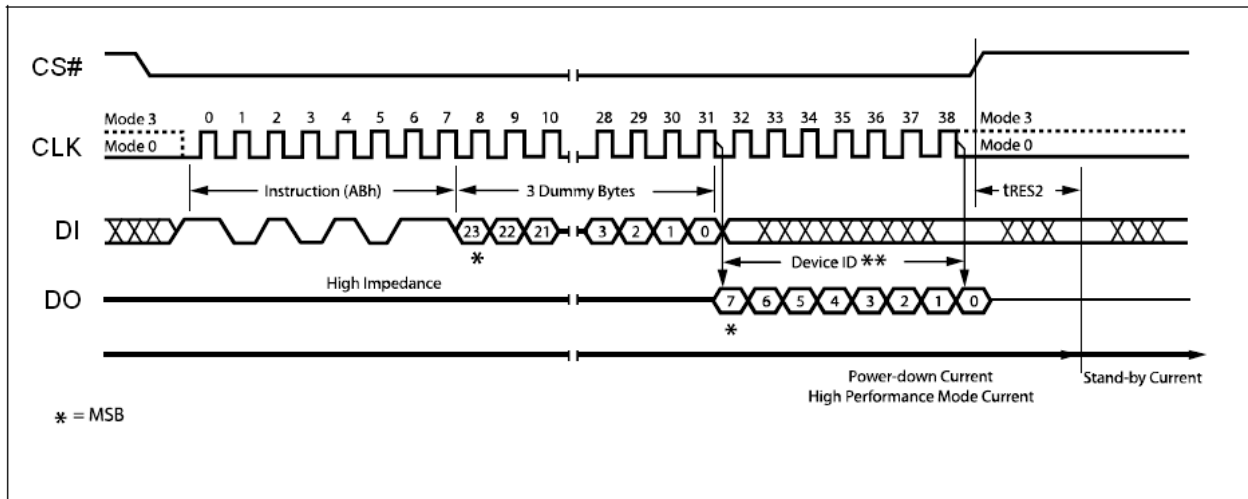 CS#
Mode 3 0 1 2 3 4 5 6 7 8 9 10 28 29 30 31 32 33 34 35 36 37 38 Mode 3
CLK Mode 0 Mode 0
Instruction (ABh) 3 Dummy Bytes tRES2
DI 23 22 21 3 2 1 0
* Device ID **
High Impedance
DO 7 6 5 4 3 2 1 0
*
Power-down Current Stand-by Current
High Performance Mode Current
* = MSB